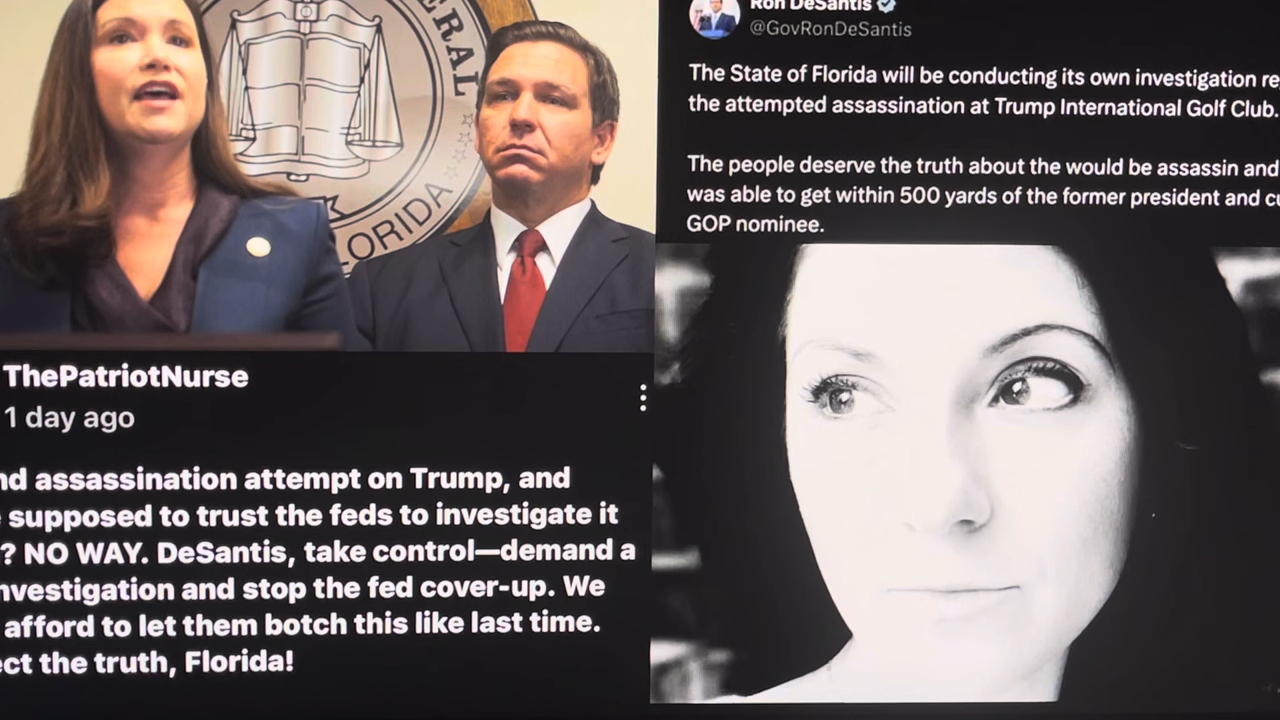 ERAL
LORIDA
ThePatriotNurse
1 day ago
nd assassination attempt on Trump, and
supposed to trust the feds to investigate it
? NO WAY. DeSantis, take control—demand a
nvestigation and stop the fed cover-up. We
afford to let them botch this like last time.
ect the truth, Florida!
Ron DeSantis
@GovRonDeSantis
The State of Florida will be conducting its own investigation re
the attempted assassination at Trump International Golf Club.
The people deserve the truth about the would be assassin and
was able to get within 500 yards of the former president and cu
GOP nominee.